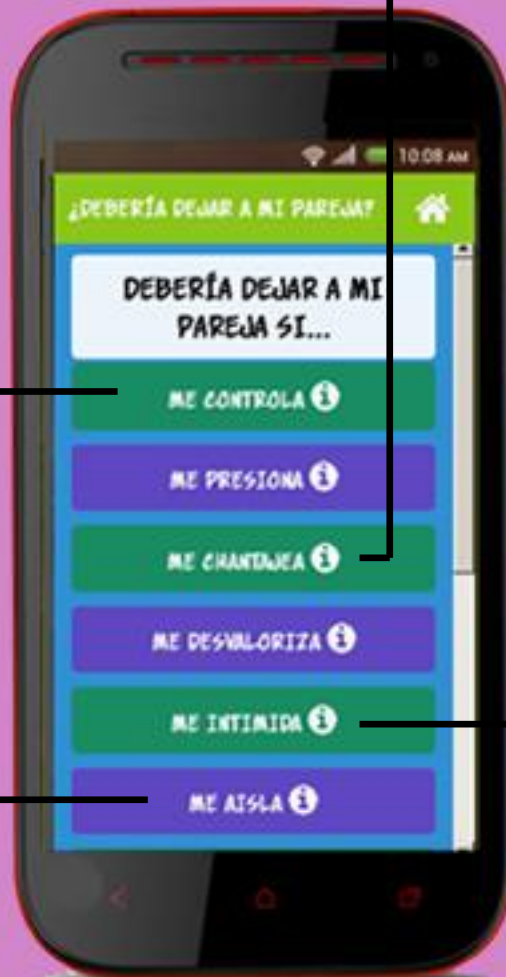 10:08 AM
¿DEBERÍA DEJAR A MI PAREJA?
DEBERÍA DEJAR A MI
PAREJA SI...
ME CONTROLA
ME PRESIONA
ME CHANTAJEA
ME DESVALORIZA
ME INTIMIDA
ME AISLA